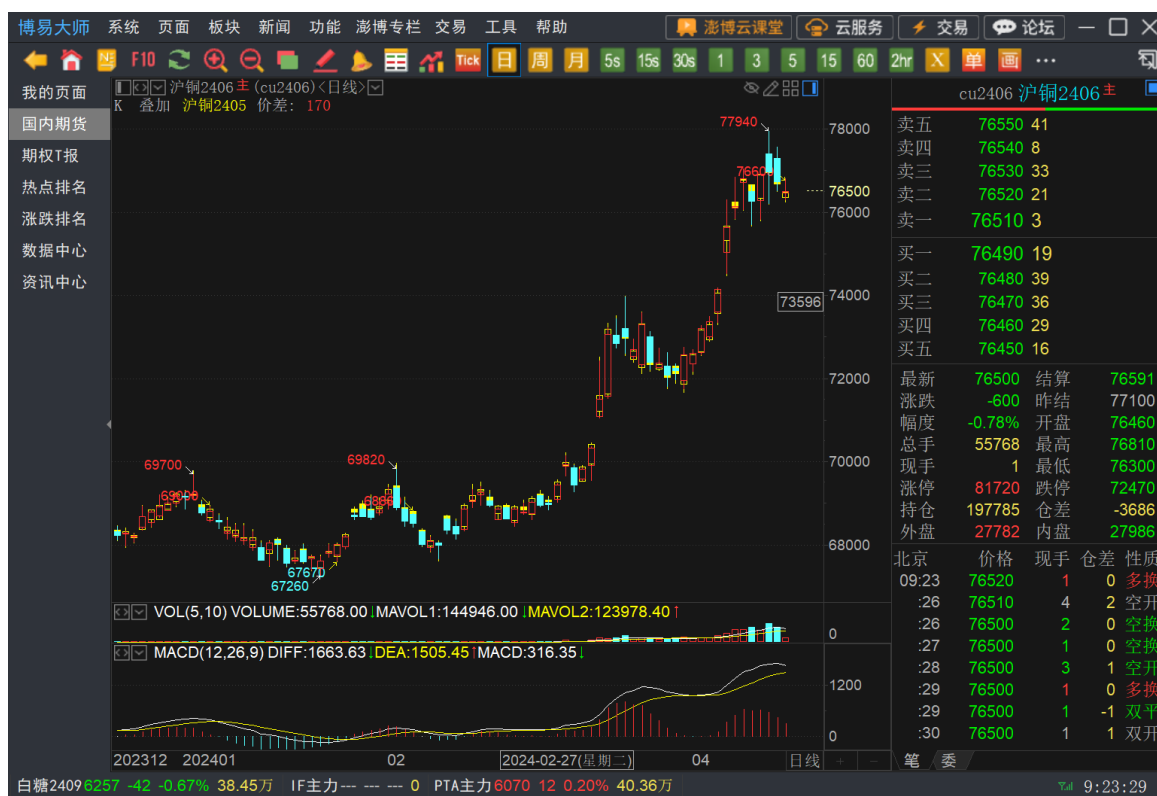 博易大师 系统 页面 板块 新闻 功能 澎博专栏 交易 工具 帮助 澎博云课堂 云服务 交易 论坛
F10 Tick 日 周 月 5s 15s 30s 1 3 5 15 60 2hr X 单 画
我的页面
国内期货
期权T报
热点排名
涨跌排名
数据中心
资讯中心
沪铜2406主(cu2406)<日线>
K 叠加 沪铜2405 价差: 170
77940
78000
76500
76000
74000
73596
72000
70000
69700
69820
68000
67670
67260
VOL(5,10) VOLUME:55768.00↓MAVOL1:144946.00↓MAVOL2:123978.40↑
0
MACD(12,26,9) DIFF:1663.63↓DEA:1505.45↑MACD:316.35↓
1200
0
202312 202401 02 2024-02-27(星期二) 04 日线 + -
cu2406 沪铜2406主
卖五 76550 41
卖四 76540 8
卖三 76530 33
卖二 76520 21
卖一 76510 3
买一 76490 19
买二 76480 39
买三 76470 36
买四 76460 29
买五 76450 16
最新 76500 结算 76591
涨跌 -600 昨结 77100
幅度 -0.78% 开盘 76460
总手 55768 最高 76810
现手 1 最低 76300
涨停 81720 跌停 72470
持仓 197785 仓差 -3686
外盘 27782 内盘 27986
北京 价格 现手 仓差 性质
09:23 76520 1 0 多换
:26 76510 4 2 空开
:26 76500 2 0 空换
:27 76500 1 0 空换
:28 76500 3 1 空开
:29 76500 1 0 多换
:29 76500 1 -1 双平
:30 76500 1 1 双开
笔 委
白糖2409 6257 -42 -0.67% 38.45万 IF主力--- --- --- 0 PTA主力6070 12 0.20% 40.36万 9:23:29